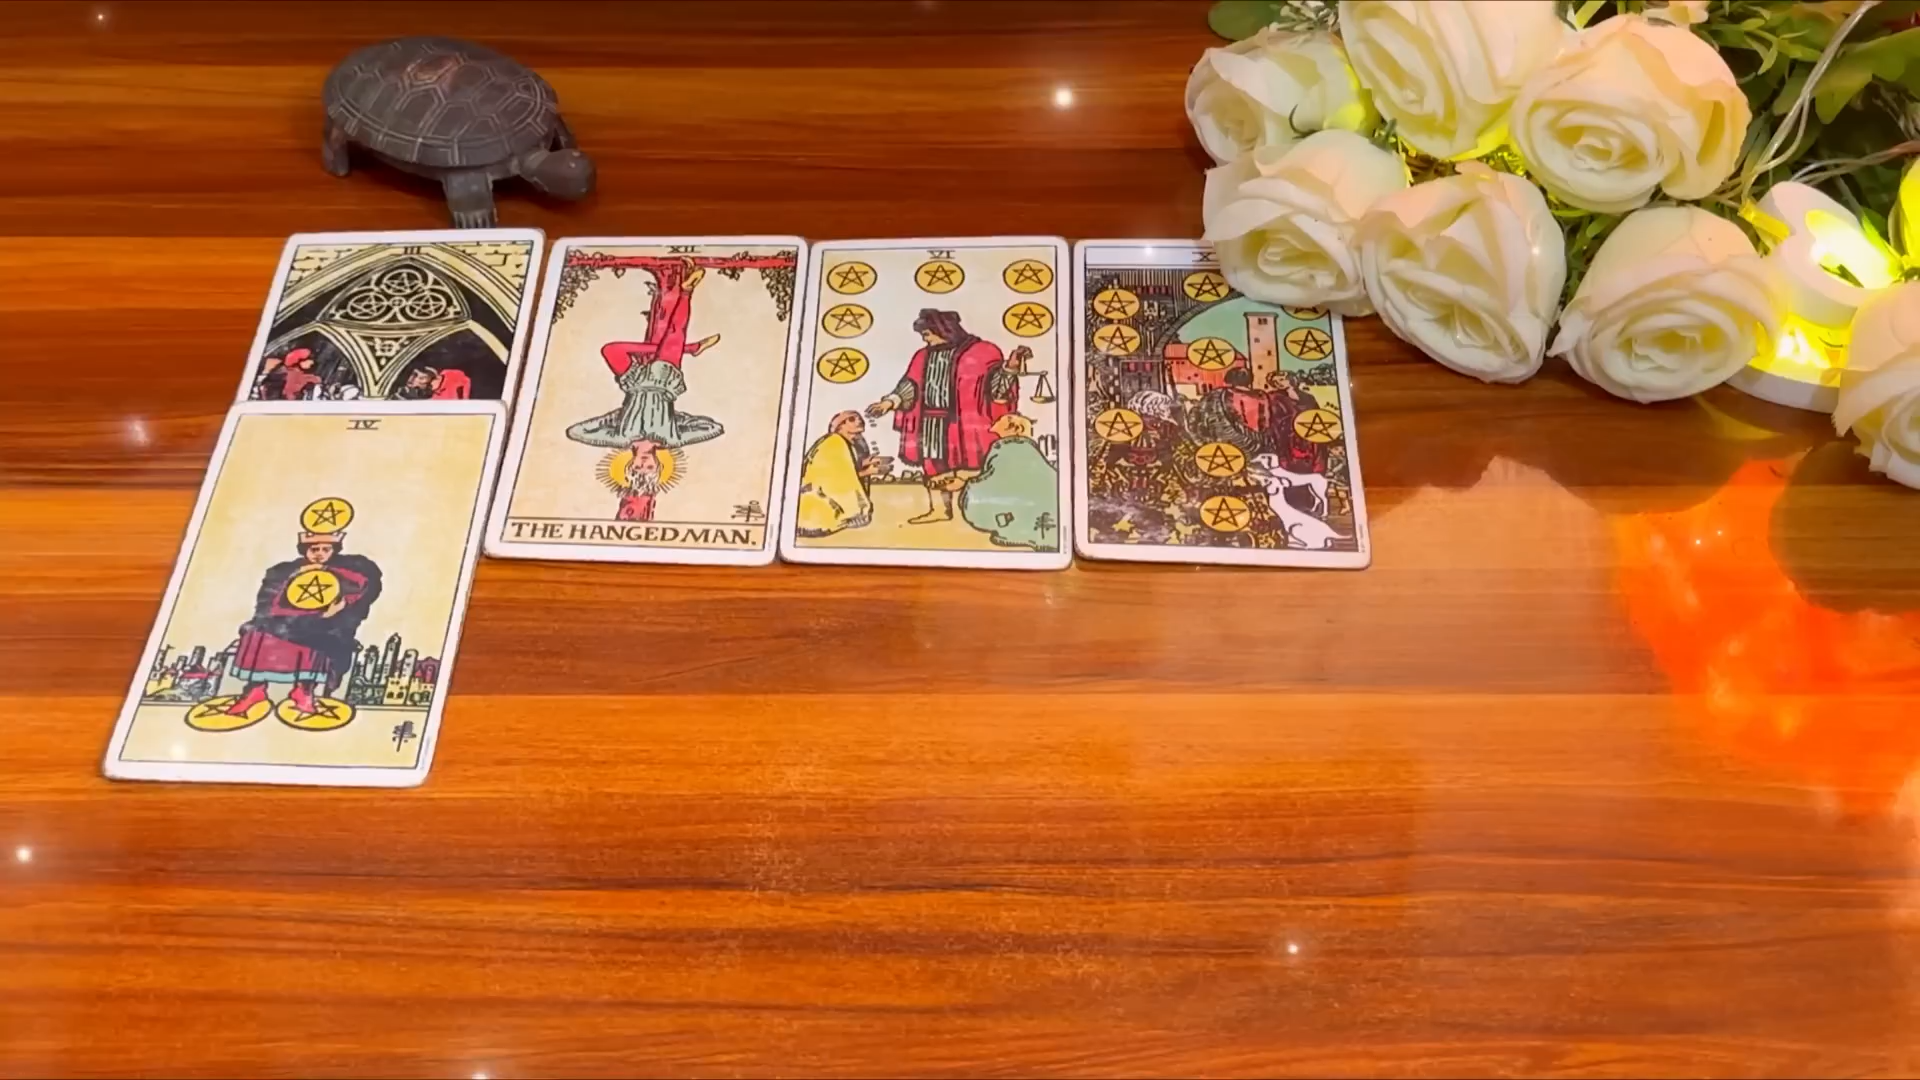 III
XII
VI
X
IV
THE HANGED MAN.